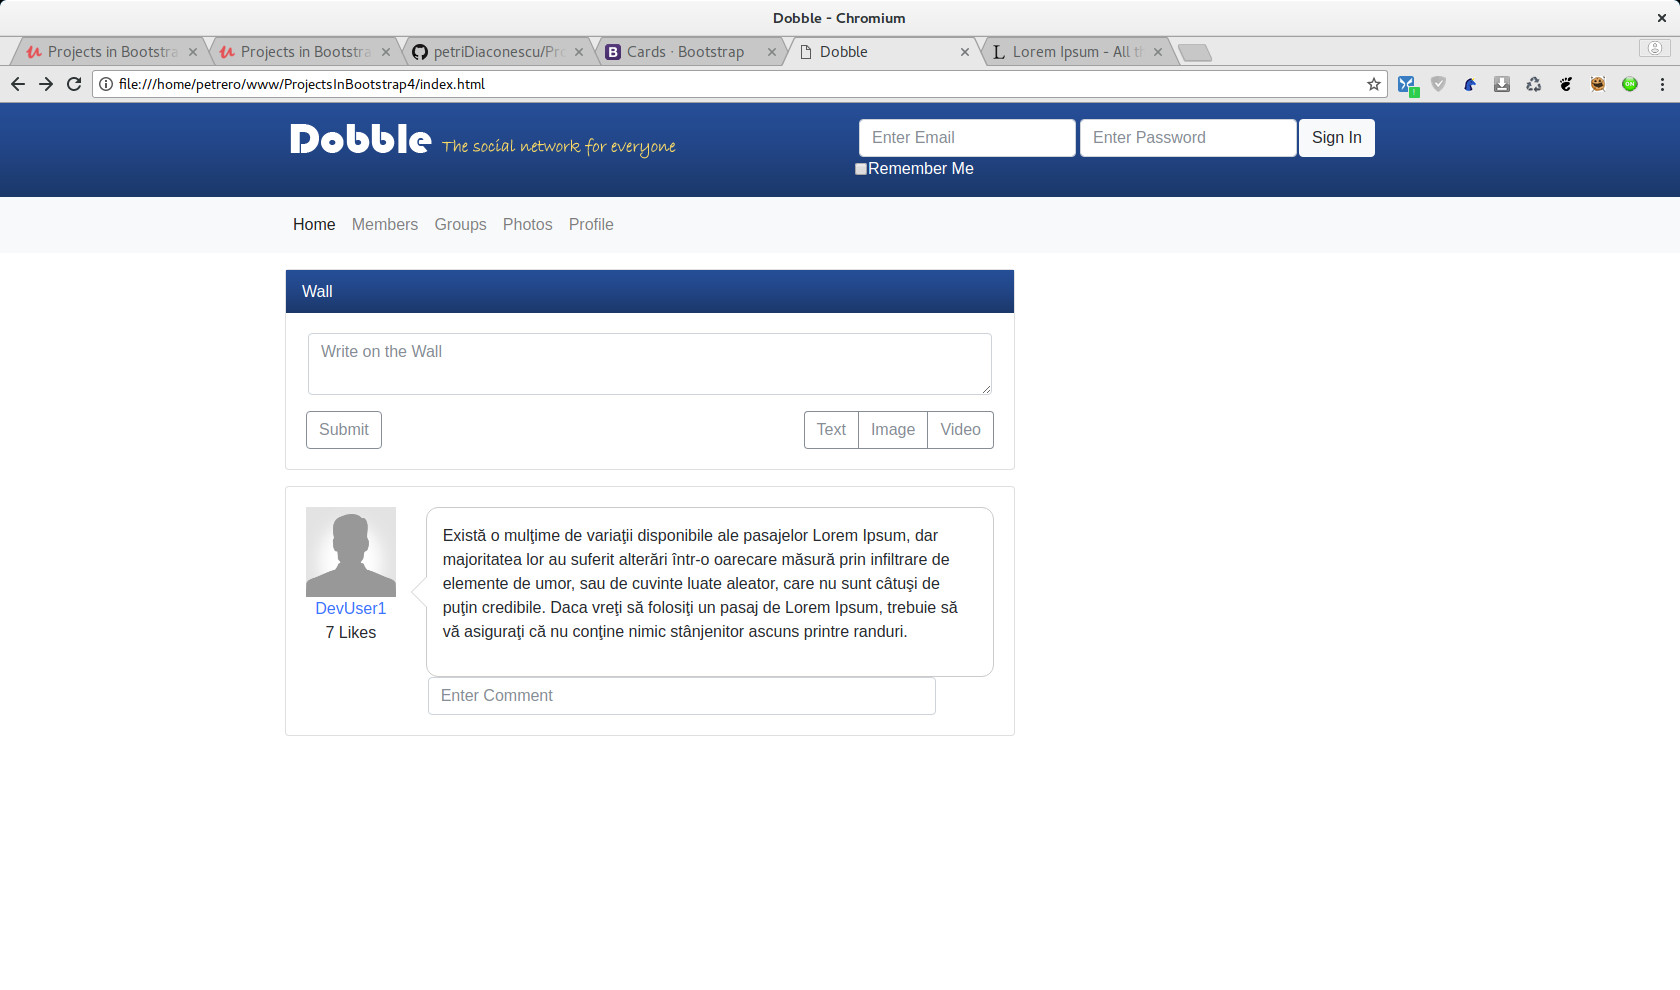 Dobble - Chromium
Projects in Bootstra
Projects in Bootstra
petriDiaconescu/Pro
Cards · Bootstrap
Dobble
Lorem Ipsum - All th
file:///home/petrero/www/ProjectsInBootstrap4/index.html
Dobble The social network for everyone
Enter Email
Enter Password
Sign In
Remember Me
Home Members Groups Photos Profile
Wall
Write on the Wall
Submit
Text Image Video
Există o mulţime de variaţii disponibile ale pasajelor Lorem Ipsum, dar
majoritatea lor au suferit alterări într-o oarecare măsură prin infiltrare de
elemente de umor, sau de cuvinte luate aleator, care nu sunt câtuşi de
puţin credibile. Daca vreţi să folosiţi un pasaj de Lorem Ipsum, trebuie să
vă asiguraţi că nu conţine nimic stânjenitor ascuns printre randuri.
DevUser1
7 Likes
Enter Comment